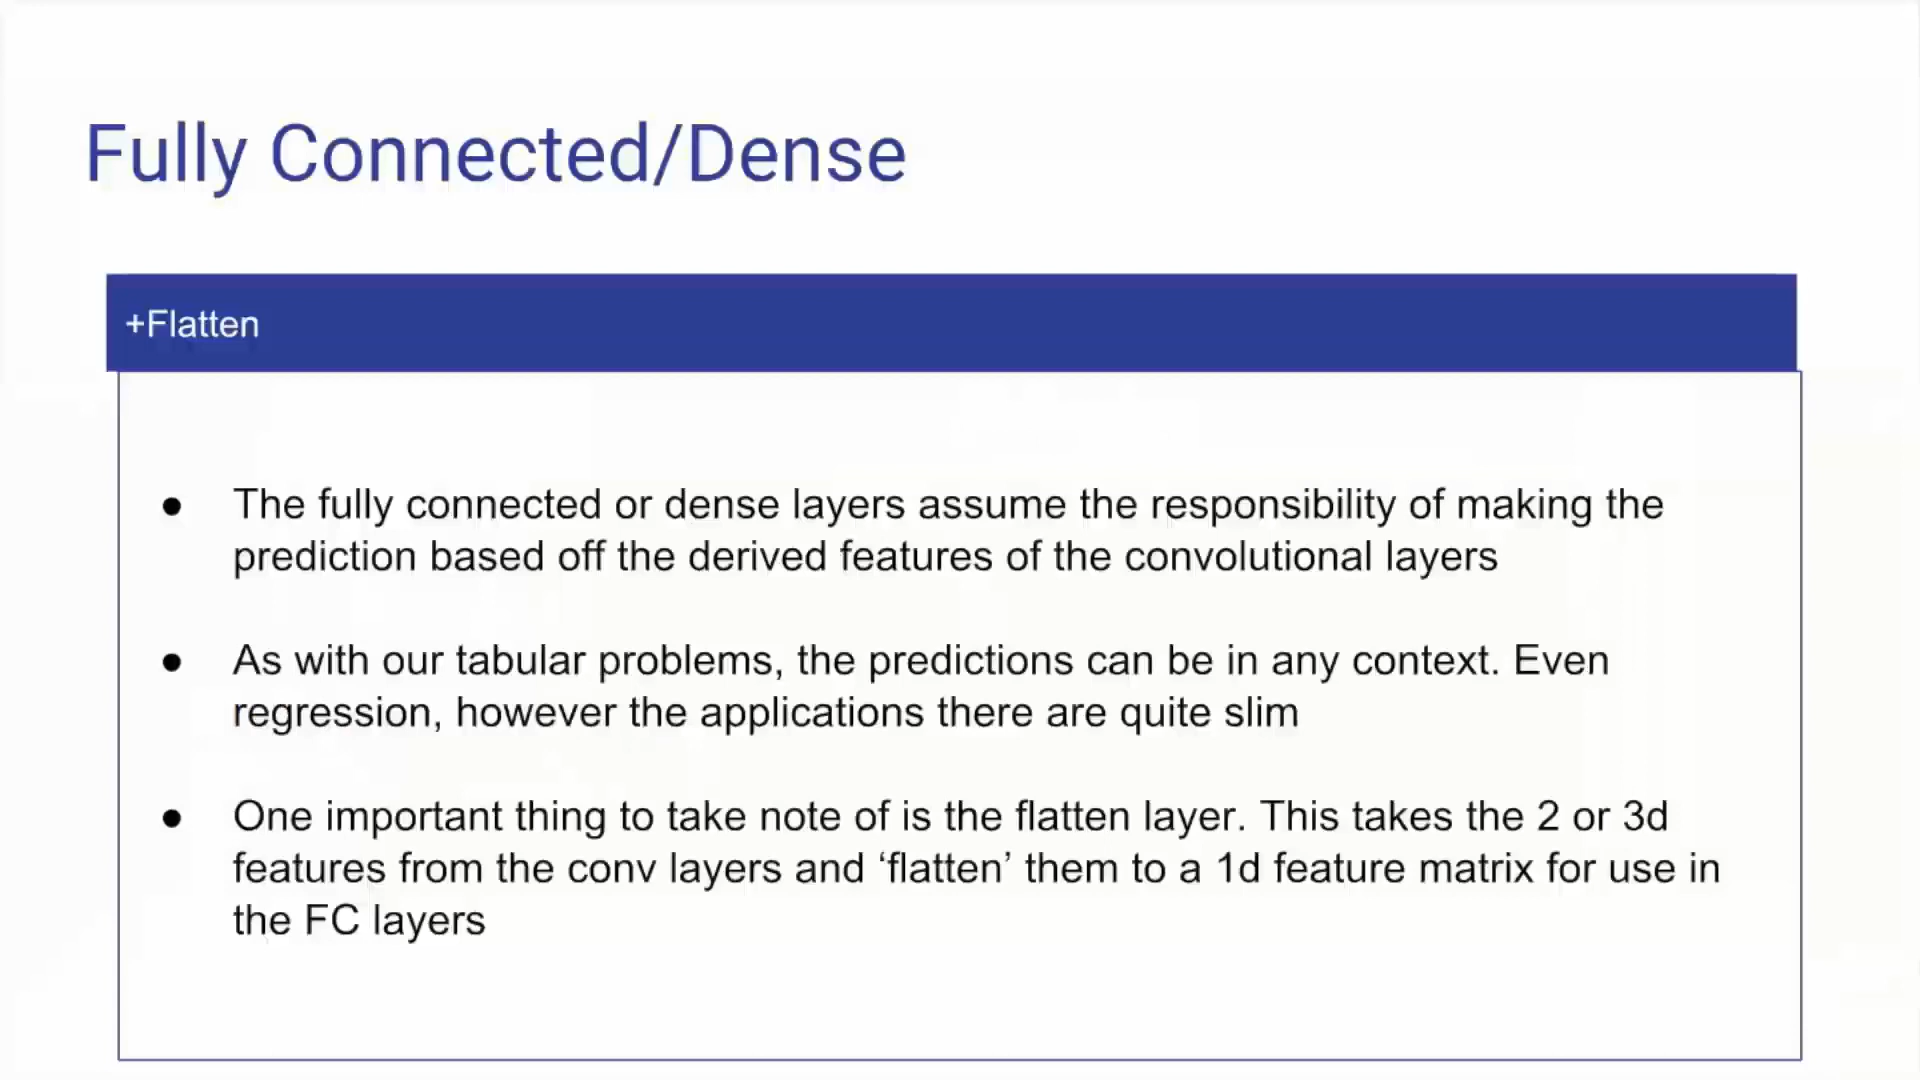 Fully Connected/Dense
+Flatten
● The fully connected or dense layers assume the responsibility of making the
prediction based off the derived features of the convolutional layers
● As with our tabular problems, the predictions can be in any context. Even
regression, however the applications there are quite slim
● One important thing to take note of is the flatten layer. This takes the 2 or 3d
features from the conv layers and ‘flatten’ them to a 1d feature matrix for use in
the FC layers